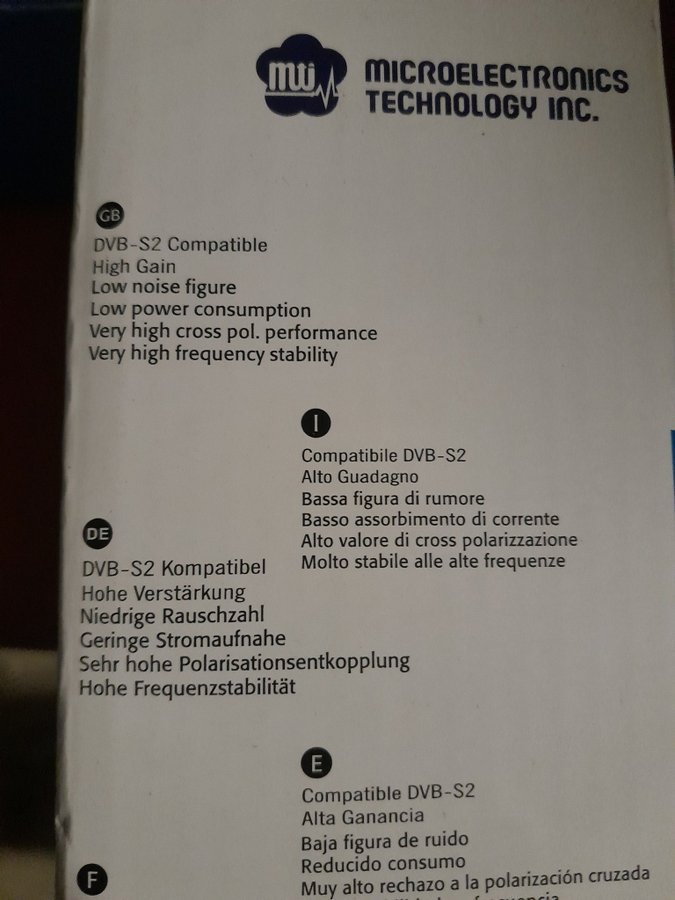 mti
MICROELECTRONICS
TECHNOLOGY INC.
GB
DVB-S2 Compatible
High Gain
Low noise figure
Low power consumption
Very high cross pol. performance
Very high frequency stability
I
Compatibile DVB-S2
Alto Guadagno
Bassa figura di rumore
Basso assorbimento di corrente
Alto valore di cross polarizzazione
Molto stabile alle alte frequenze
DE
DVB-S2 Kompatibel
Hohe Verstärkung
Niedrige Rauschzahl
Geringe Stromaufnahe
Sehr hohe Polarisationsentkopplung
Hohe Frequenzstabilität
E
Compatible DVB-S2
Alta Ganancia
Baja figura de ruido
Reducido consumo
Muy alto rechazo a la polarización cruzada
F